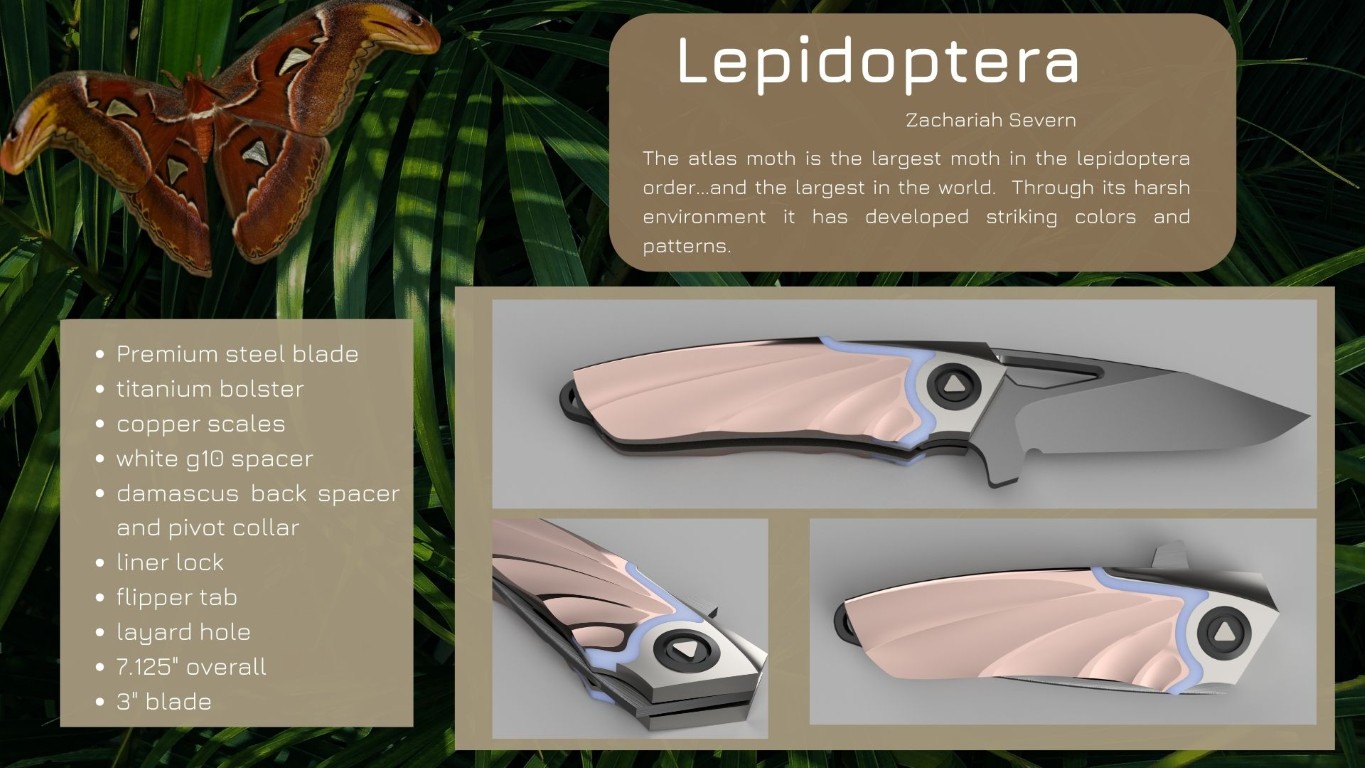 Lepidoptera
Zachariah Severn
The atlas moth is the largest moth in the lepidoptera
order...and the largest in the world. Through its harsh
environment it has developed striking colors and
patterns.
• Premium steel blade
• titanium bolster
• copper scales
• white g10 spacer
• damascus back spacer
and pivot collar
• liner lock
• flipper tab
• layard hole
• 7.125" overall
• 3" blade